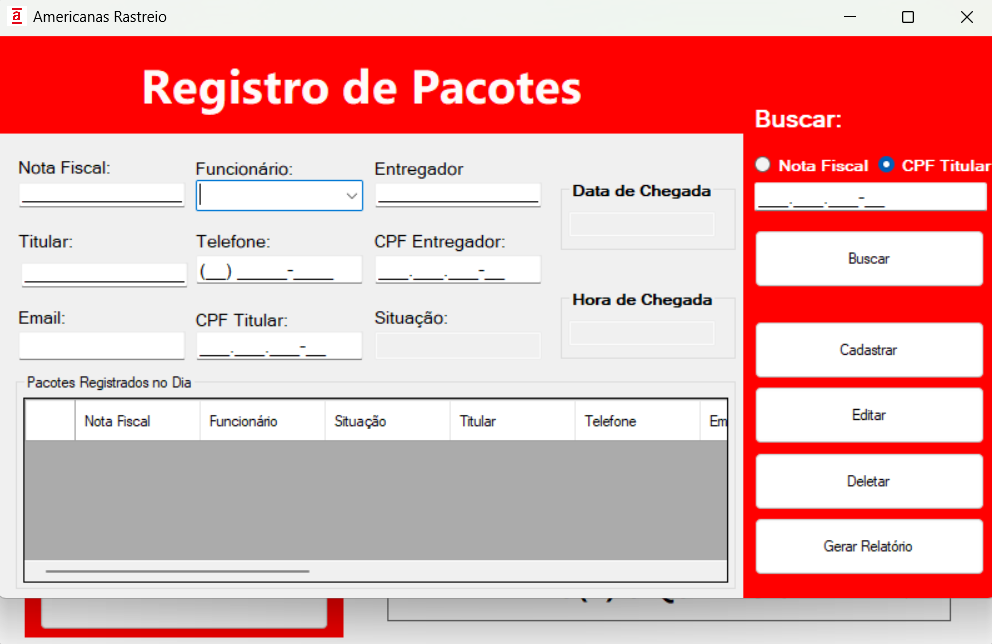 Americanas Rastreio
Registro de Pacotes
Nota Fiscal:
Funcionário:
Entregador
Data de Chegada
Titular:
Telefone:
CPF Entregador:
(__) _____-____
___.___.___-__
Hora de Chegada
Email:
CPF Titular:
Situação:
___.___.___-__
Pacotes Registrados no Dia
Nota Fiscal Funcionário Situação Titular Telefone Em
Buscar:
Nota Fiscal CPF Titular
___.___.___-__
Buscar
Cadastrar
Editar
Deletar
Gerar Relatório